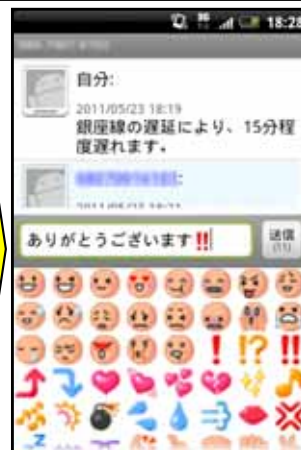 18:28
自分:
2011/05/23 18:19
銀座線の遅延により、15分程
度遅れます。
ありがとうございます‼
送信
(11)